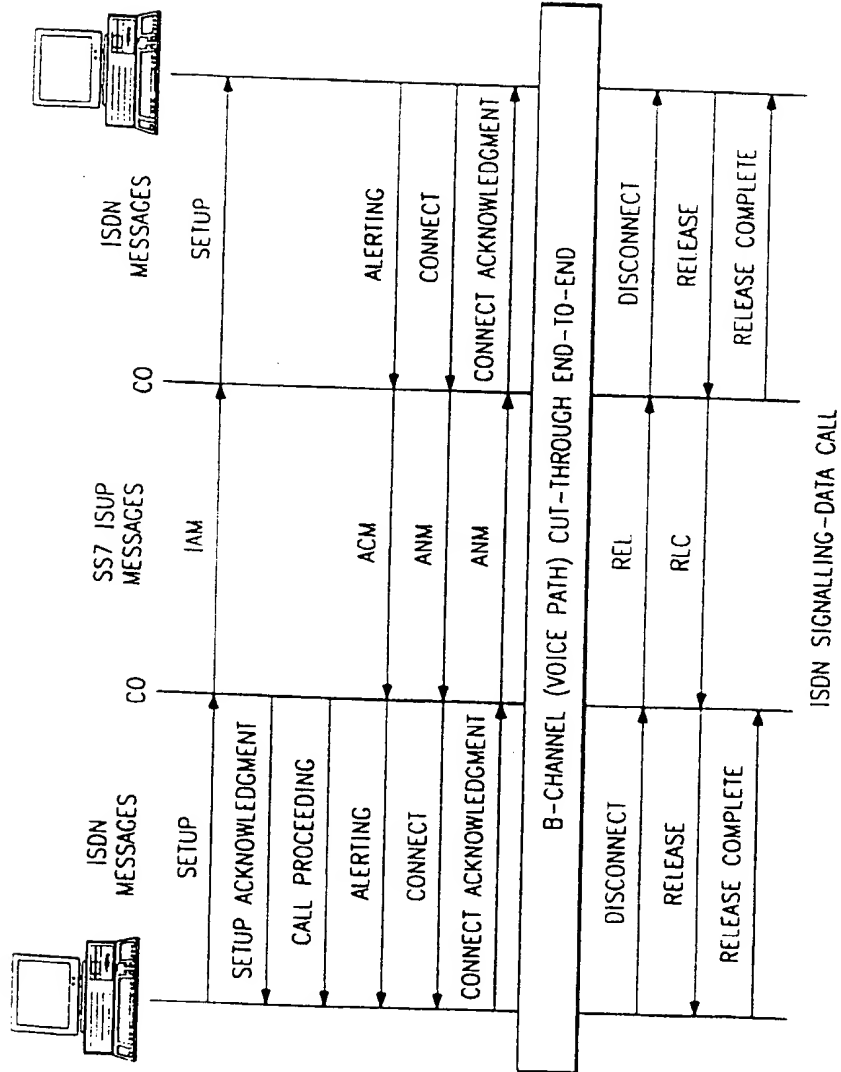 ISDN
MESSAGES
CO
SS7 ISUP
MESSAGES
CO
ISDN
MESSAGES
SETUP
IAM
SETUP
SETUP ACKNOWLEDGMENT
CALL PROCEEDING
ALERTING
ACM
ALERTING
CONNECT
ANM
CONNECT
CONNECT ACKNOWLEDGMENT
ANM
CONNECT ACKNOWLEDGMENT
B-CHANNEL (VOICE PATH) CUT-THROUGH END-TO-END
DISCONNECT
REL
DISCONNECT
RELEASE
RLC
RELEASE
RELEASE COMPLETE
RELEASE COMPLETE
ISDN SIGNALLING-DATA CALL